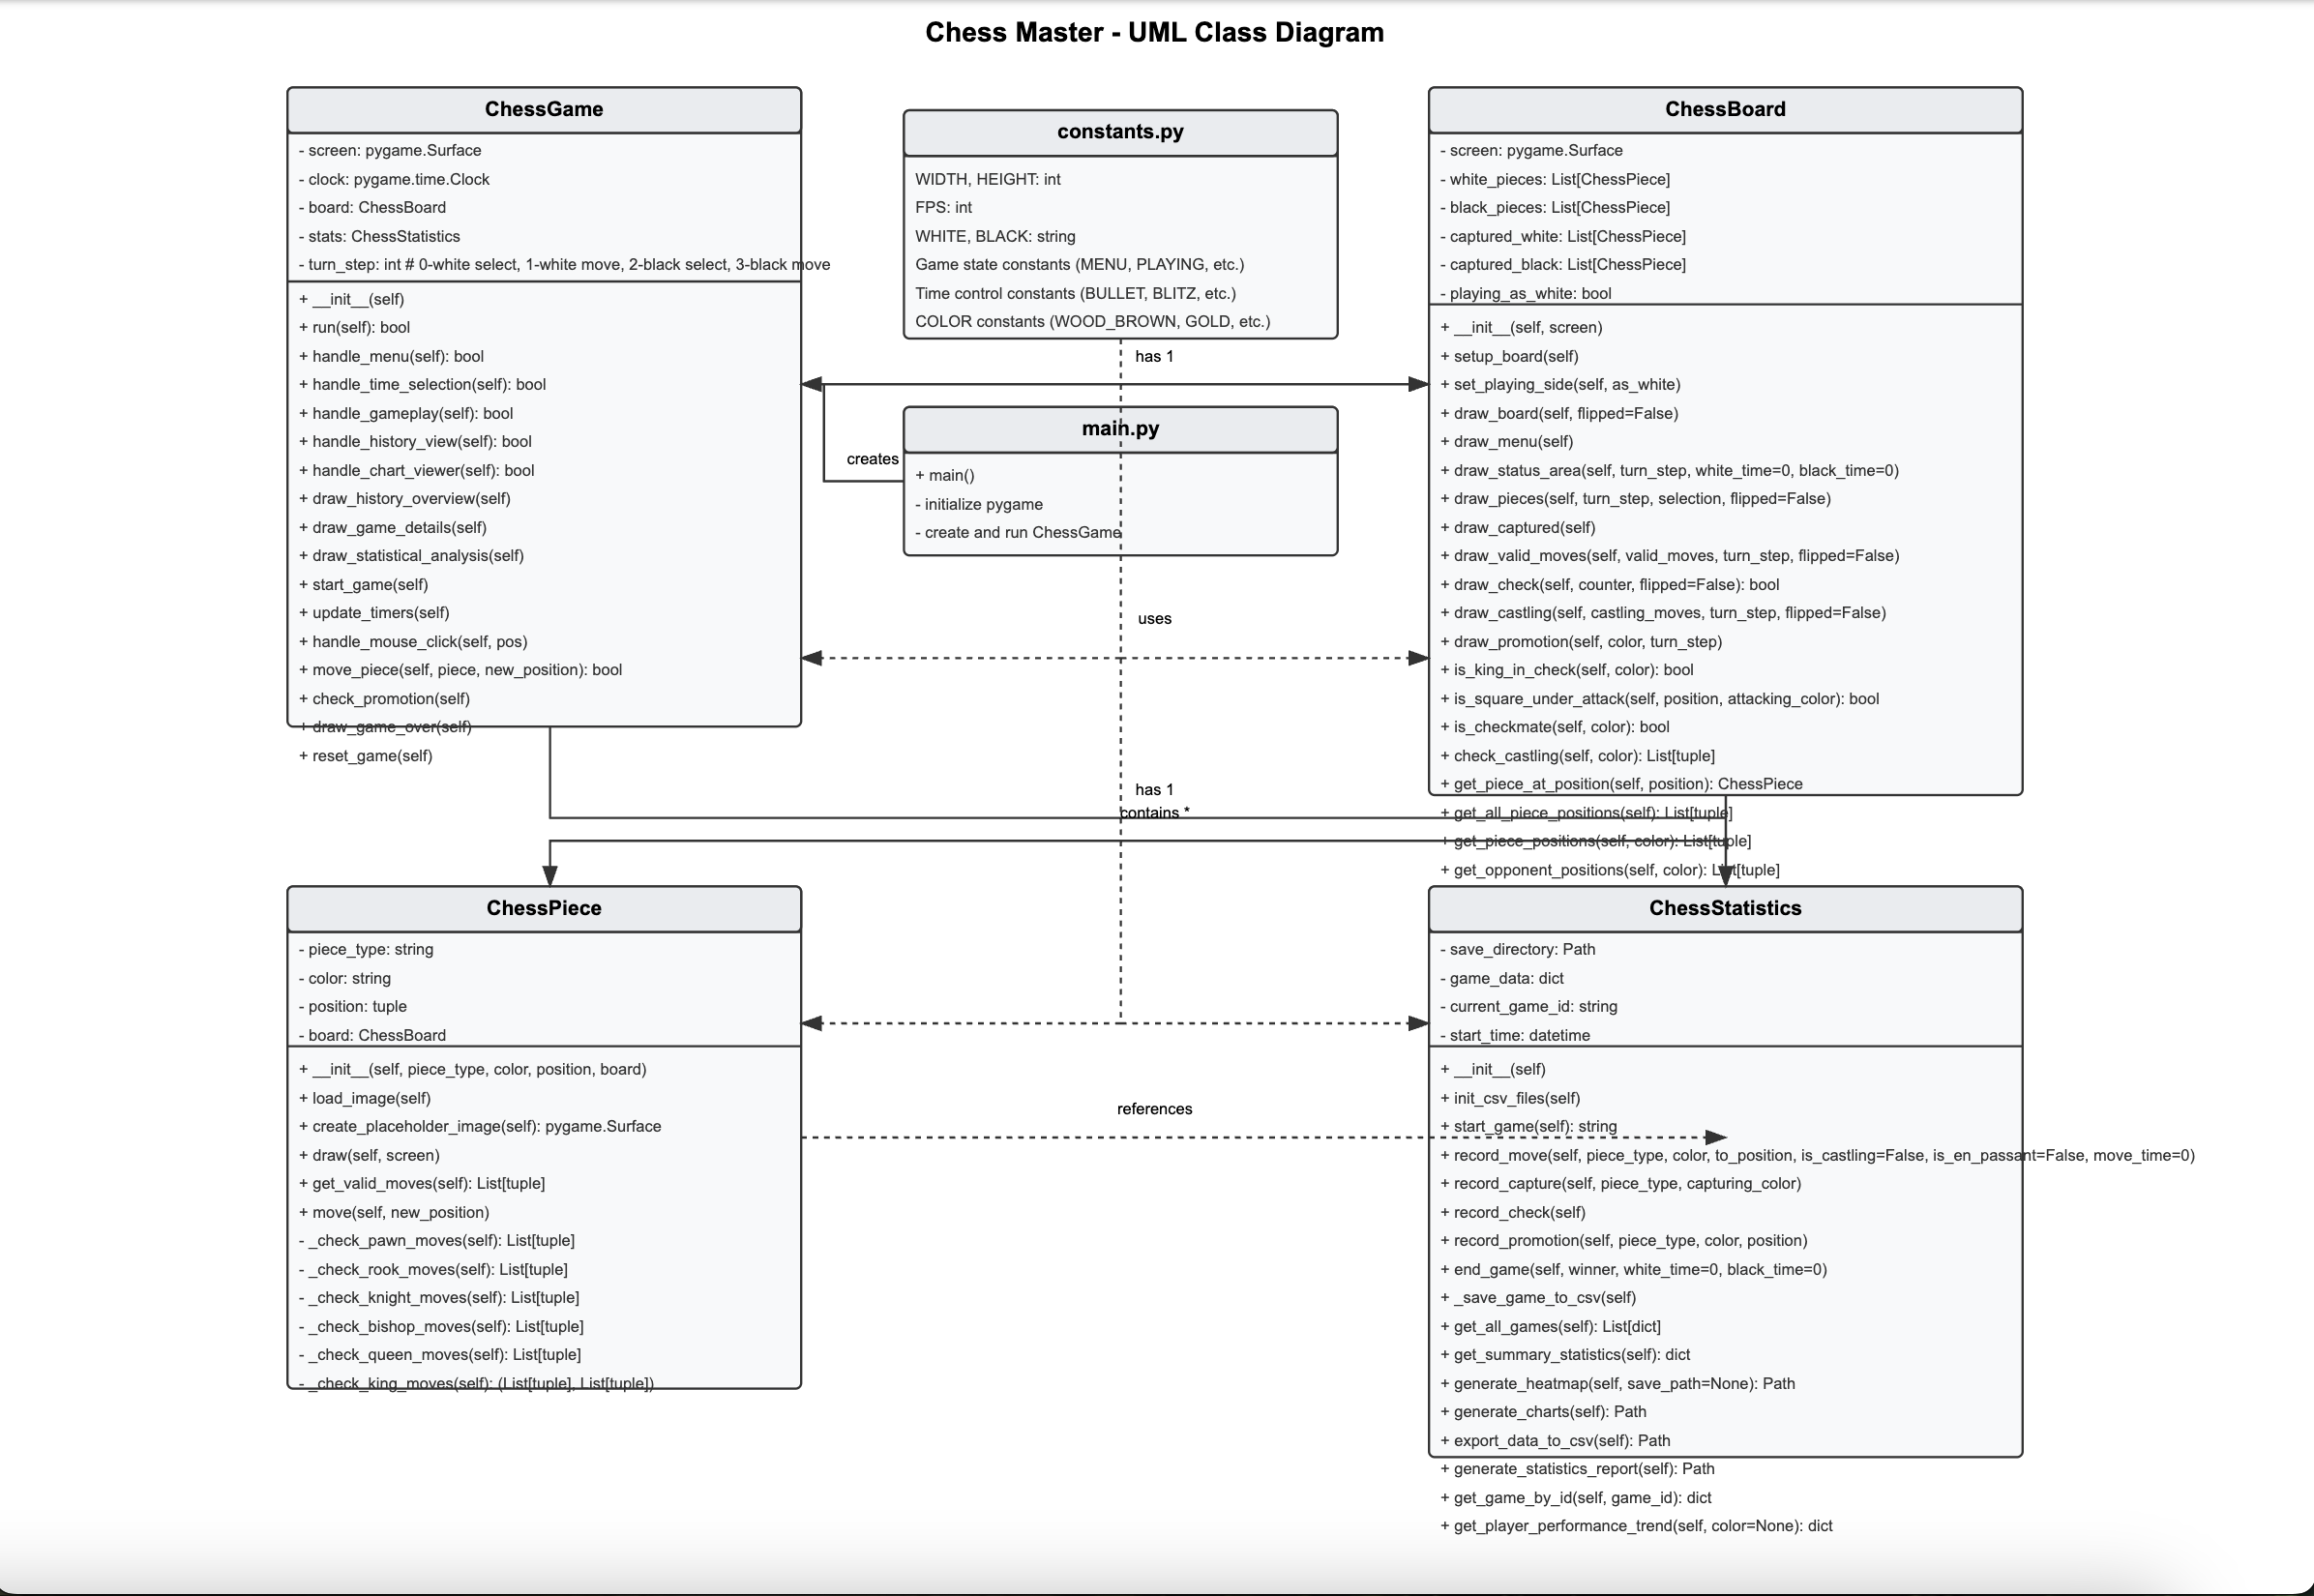 Chess Master - UML Class Diagram
ChessGame
- screen: pygame.Surface
- clock: pygame.time.Clock
- board: ChessBoard
- stats: ChessStatistics
- turn_step: int # 0-white select, 1-white move, 2-black select, 3-black move
+ __init__(self)
+ run(self): bool
+ handle_menu(self): bool
+ handle_time_selection(self): bool
+ handle_gameplay(self): bool
+ handle_history_view(self): bool
+ handle_chart_viewer(self): bool
+ draw_history_overview(self)
+ draw_game_details(self)
+ draw_statistical_analysis(self)
+ start_game(self)
+ update_timers(self)
+ handle_mouse_click(self, pos)
+ move_piece(self, piece, new_position): bool
+ check_promotion(self)
+ draw_game_over(self)
+ reset_game(self)
constants.py
WIDTH, HEIGHT: int
FPS: int
WHITE, BLACK: string
Game state constants (MENU, PLAYING, etc.)
Time control constants (BULLET, BLITZ, etc.)
COLOR constants (WOOD_BROWN, GOLD, etc.)
has 1
main.py
creates
+ main()
- initialize pygame
- create and run ChessGame
uses
has 1
contains *
ChessBoard
- screen: pygame.Surface
- white_pieces: List[ChessPiece]
- black_pieces: List[ChessPiece]
- captured_white: List[ChessPiece]
- captured_black: List[ChessPiece]
- playing_as_white: bool
+ __init__(self, screen)
+ setup_board(self)
+ set_playing_side(self, as_white)
+ draw_board(self, flipped=False)
+ draw_menu(self)
+ draw_status_area(self, turn_step, white_time=0, black_time=0)
+ draw_pieces(self, turn_step, selection, flipped=False)
+ draw_captured(self)
+ draw_valid_moves(self, valid_moves, turn_step, flipped=False)
+ draw_check(self, counter, flipped=False): bool
+ draw_castling(self, castling_moves, turn_step, flipped=False)
+ draw_promotion(self, color, turn_step)
+ is_king_in_check(self, color): bool
+ is_square_under_attack(self, position, attacking_color): bool
+ is_checkmate(self, color): bool
+ check_castling(self, color): List[tuple]
+ get_piece_at_position(self, position): ChessPiece
+ get_all_piece_positions(self): List[tuple]
+ get_piece_positions(self, color): List[tuple]
+ get_opponent_positions(self, color): List[tuple]
ChessPiece
- piece_type: string
- color: string
- position: tuple
- board: ChessBoard
+ __init__(self, piece_type, color, position, board)
+ load_image(self)
+ create_placeholder_image(self): pygame.Surface
+ draw(self, screen)
+ get_valid_moves(self): List[tuple]
+ move(self, new_position)
- _check_pawn_moves(self): List[tuple]
- _check_rook_moves(self): List[tuple]
- _check_knight_moves(self): List[tuple]
- _check_bishop_moves(self): List[tuple]
- _check_queen_moves(self): List[tuple]
- _check_king_moves(self): (List[tuple], List[tuple])
references
ChessStatistics
- save_directory: Path
- game_data: dict
- current_game_id: string
- start_time: datetime
+ __init__(self)
+ init_csv_files(self)
+ start_game(self): string
+ record_move(self, piece_type, color, to_position, is_castling=False, is_en_passant=False, move_time=0)
+ record_capture(self, piece_type, capturing_color)
+ record_check(self)
+ record_promotion(self, piece_type, color, position)
+ end_game(self, winner, white_time=0, black_time=0)
+ _save_game_to_csv(self)
+ get_all_games(self): List[dict]
+ get_summary_statistics(self): dict
+ generate_heatmap(self, save_path=None): Path
+ generate_charts(self): Path
+ export_data_to_csv(self): Path
+ generate_statistics_report(self): Path
+ get_game_by_id(self, game_id): dict
+ get_player_performance_trend(self, color=None): dict